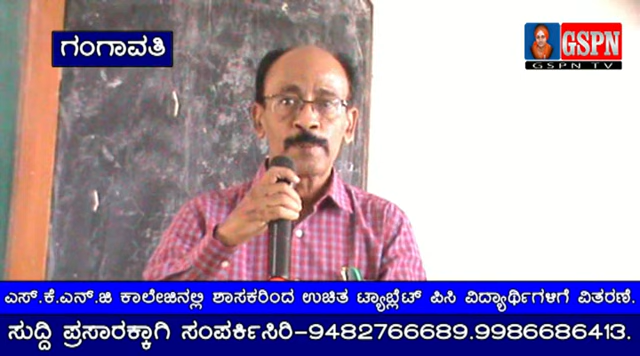 ಗಂಗಾವತಿ
GSPN
GSPN TV
ಎಸ್.ಕೆ.ಎನ್.ಜಿ ಕಾಲೇಜಿನಲ್ಲಿ ಶಾಸಕರಿಂದ ಉಚಿತ ಟ್ಯಾಬ್ಲೆಟ್ ಪಿಸಿ ವಿದ್ಯಾರ್ಥಿಗಳಿಗೆ ವಿತರಣೆ.
ಸುದ್ದಿ ಪ್ರಸಾರಕ್ಕಾಗಿ ಸಂಪರ್ಕಿಸಿರಿ-9482766689.9986686413.